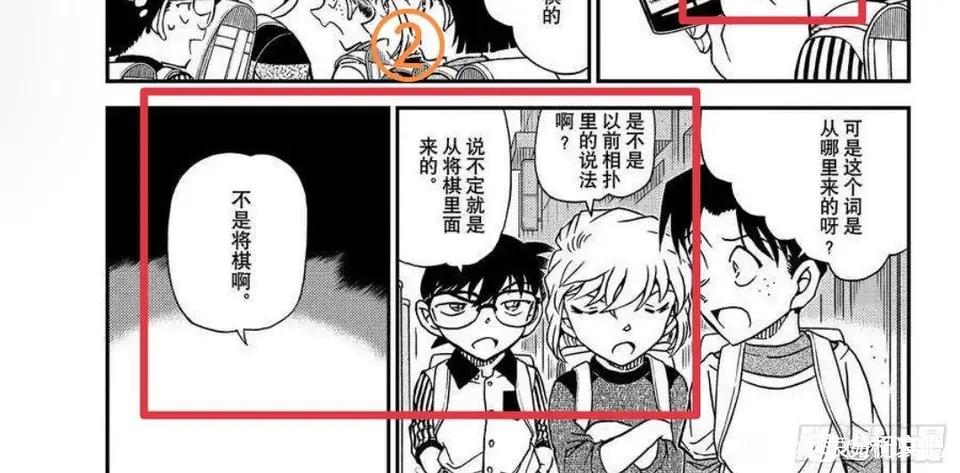 的
②
可是这个词是
从哪里来的呀？
是不是
以前相扑
里的说法
啊？
说不定就是
从将棋里面
来的。
不是将棋啊。